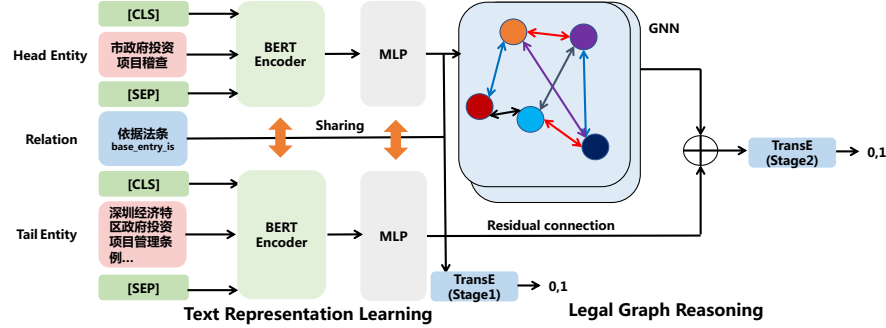 [CLS]
Head Entity
市政府投资
项目稽查
[SEP]
BERT
Encoder
MLP
GNN
Relation
依据法条
base_entry_is
Sharing
TransE
(Stage2)
0,1
[CLS]
Tail Entity
深圳经济特
区政府投资
项目管理条
例...
[SEP]
BERT
Encoder
MLP
Residual connection
TransE
(Stage1)
0,1
Text Representation Learning
Legal Graph Reasoning